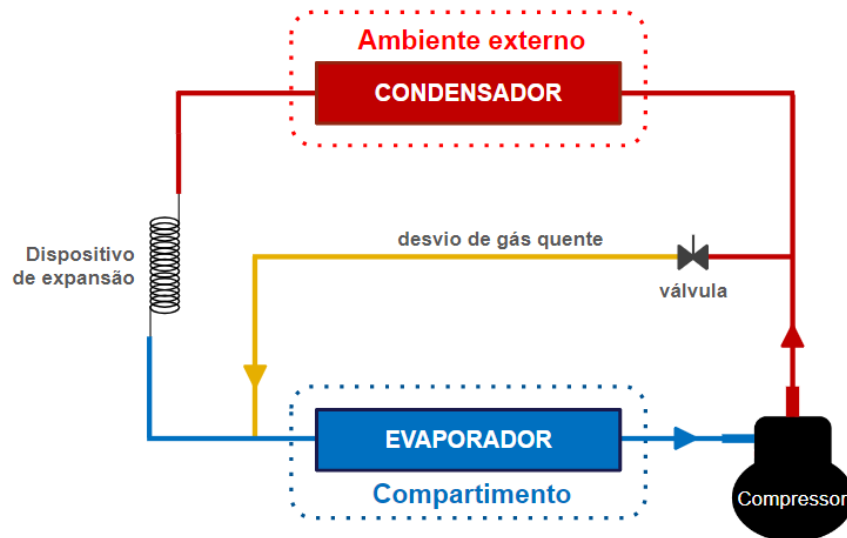 Ambiente externo
CONDENSADOR
desvio de gás quente
Dispositivo
de expansão
válvula
EVAPORADOR
Compartimento
Compressor